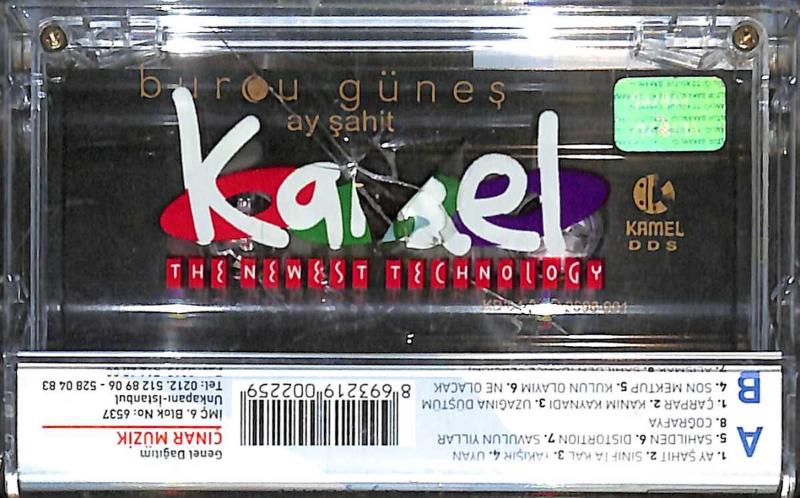 burcu güneş
ay şahit
Kamel
THE NEWEST TECHNOLOGY
KAMEL
DDS
A
1. AY ŞAHİT 2. SINIFTA KAL 3. YAKIŞIR 4. UYAN
5. SAHİLDEN 6. DISTORTION 7. SAVULUN YILLAR
8. COĞRAFYA
B
1. ÇARPAR 2. KANIM KAYNADI 3. UZAĞINA DÜŞTÜM
4. SON MEKTUP 5. KULUN OLAYIM 6. NE OLACAK
8 693219 002259
Genel Dağıtım
ÇINAR MÜZİK
İMÇ 6. Blok No: 6537
Unkapanı-İstanbul
Tel: 0212. 512 89 06 - 528 04 83